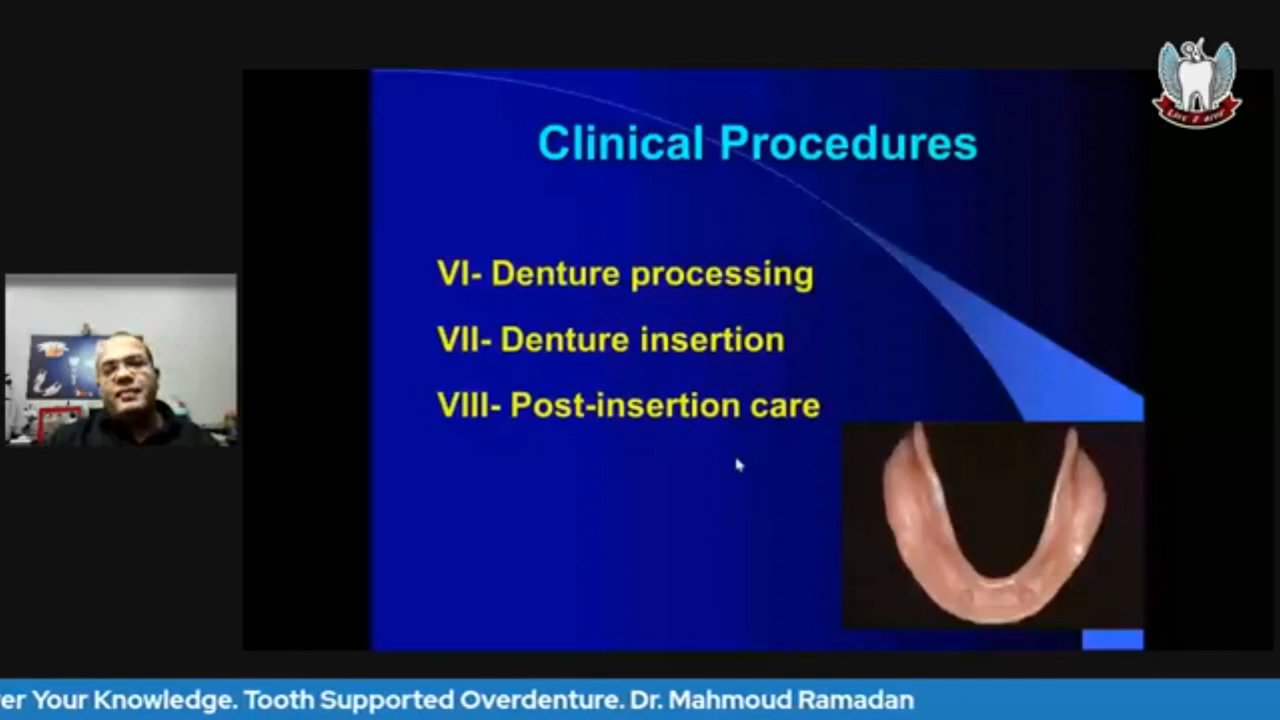 Clinical Procedures
VI- Denture processing
VII- Denture insertion
VIII- Post-insertion care
er Your Knowledge. Tooth Supported Overdenture. Dr. Mahmoud Ramadan